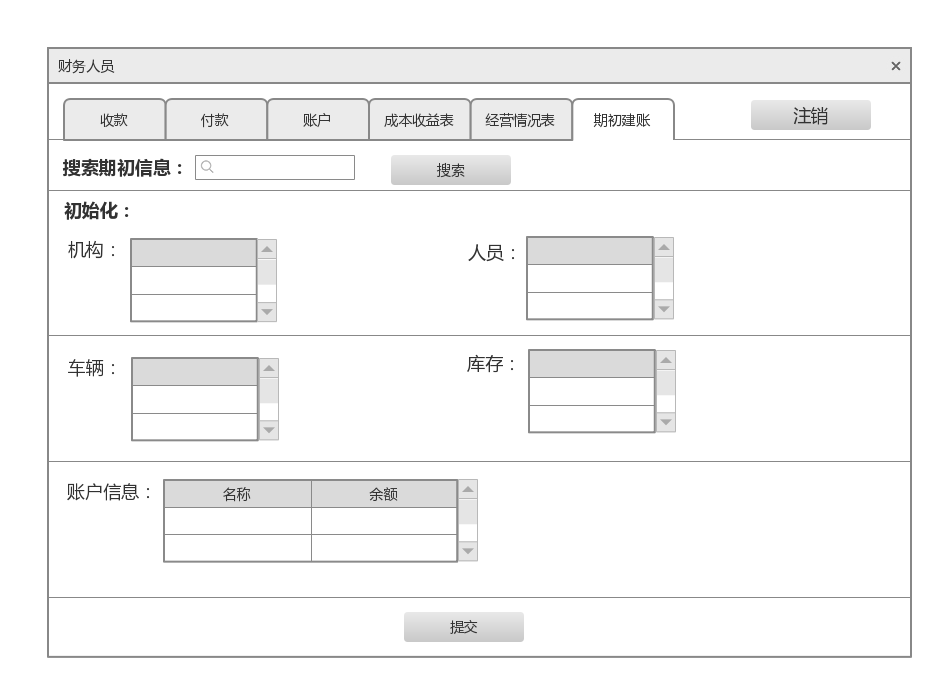 财务人员 ×
收款 付款 账户 成本收益表 经营情况表 期初建账 注销
搜索期初信息： 搜索
初始化：
机构： 人员：
车辆： 库存：
账户信息： 名称 余额
提交